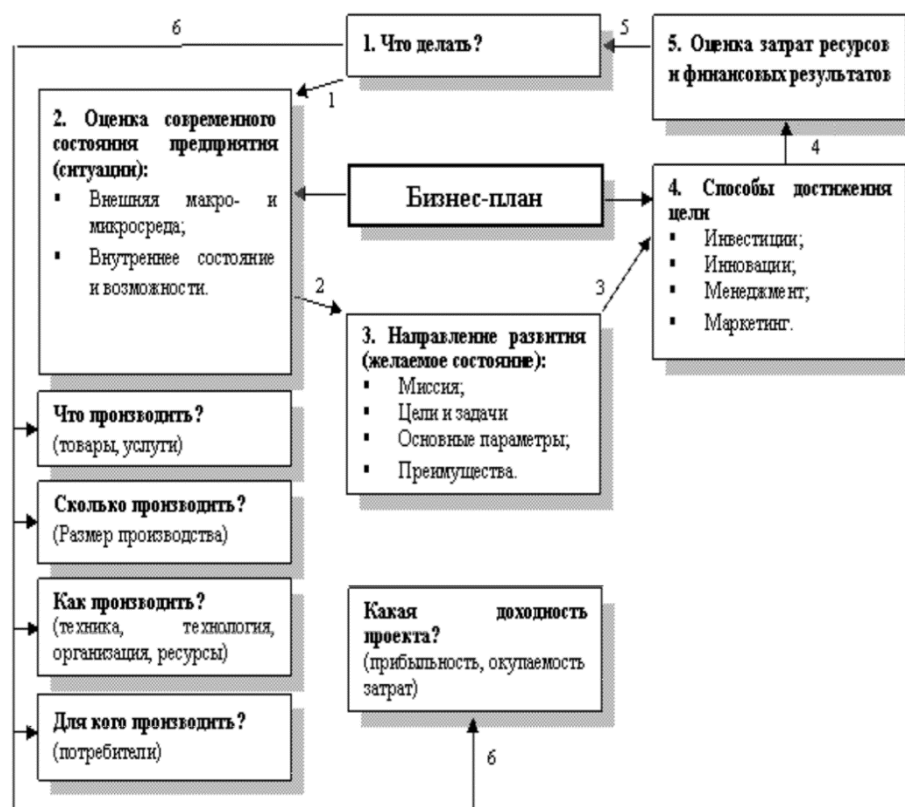 6
1. Что делать?
5
5. Оценка затрат ресурсов
и финансовых результатов
1
2. Оценка современного
состояния предприятия
(ситуации):
▪ Внешняя макро- и
микросреда;
▪ Внутреннее состояние
и возможности.
Бизнес-план
4
4. Способы достижения
цели
▪ Инвестиции;
▪ Инновации;
▪ Менеджмент;
▪ Маркетинг.
2
3
3. Направление развития
(желаемое состояние):
▪ Миссия;
▪ Цели и задачи
▪ Основные параметры;
▪ Преимущества.
Что производить?
(товары, услуги)
Сколько производить?
(Размер производства)
Как производить?
(техника, технология,
организация, ресурсы)
Какая доходность
проекта?
(прибыльность, окупаемость
затрат)
Для кого производить?
(потребители)
6